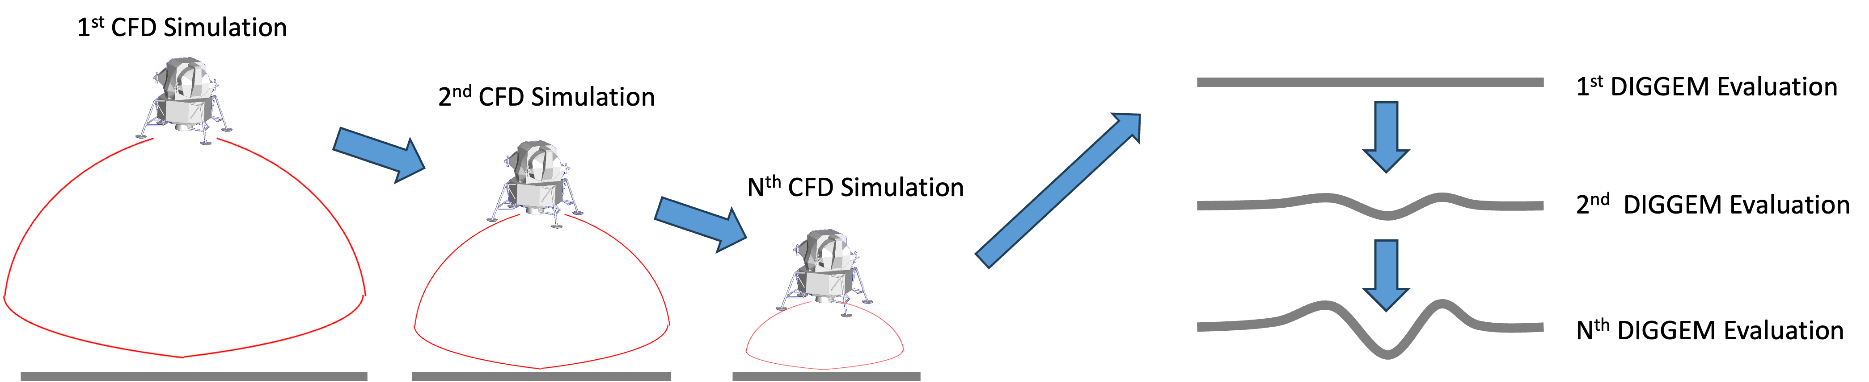 1st CFD Simulation
2nd CFD Simulation
Nth CFD Simulation
1st DIGGEM Evaluation
2nd DIGGEM Evaluation
Nth DIGGEM Evaluation